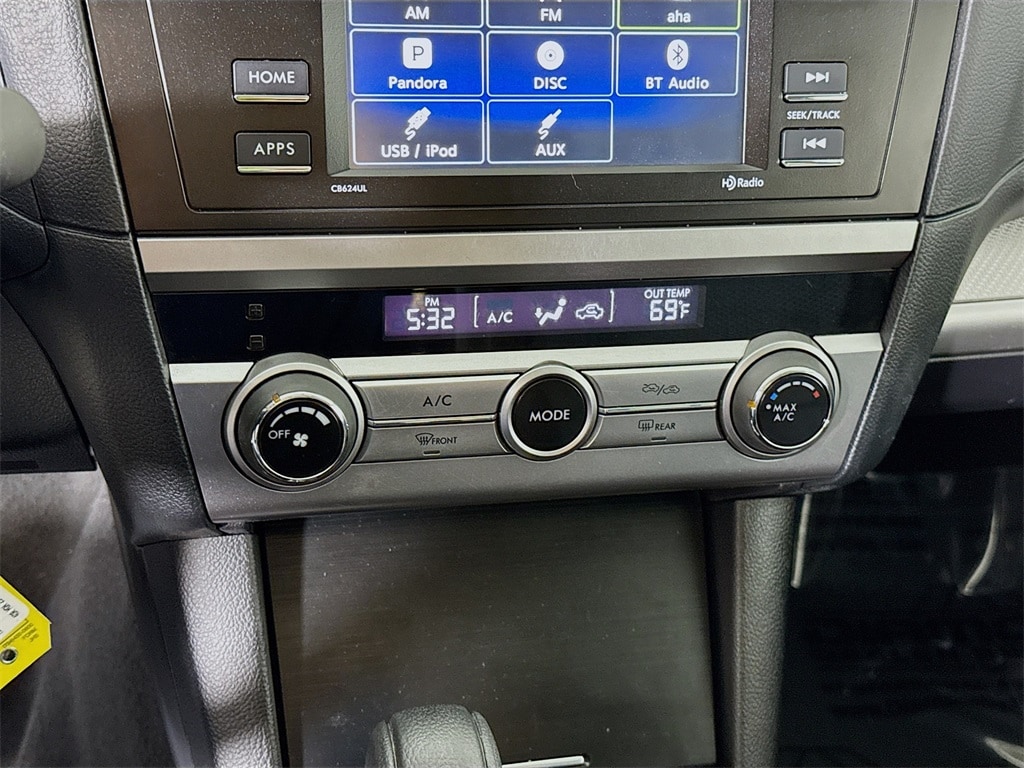 AM FM aha
Pandora DISC BT Audio
HOME
SEEK/TRACK
APPS
USB / iPod AUX
CB624UL
HD Radio
PM OUT TEMP
5:32 A/C 69°F
A/C
OFF MODE MAX
A/C
FRONT REAR